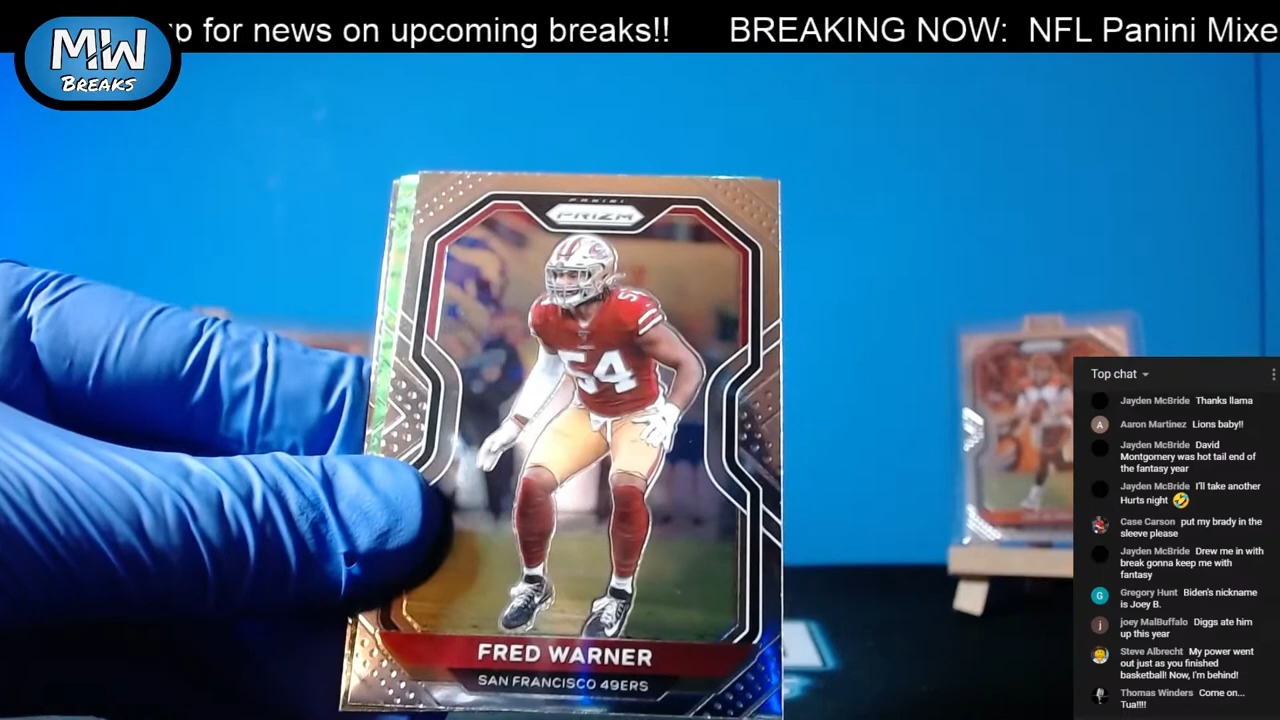 up for news on upcoming breaks!! BREAKING NOW: NFL Panini Mixe
MW
BREAKS
PANINI
PRIZM
54
54
FRED WARNER
SAN FRANCISCO 49ERS
Top chat
Jayden McBride Thanks llama
A Aaron Martinez Lions baby!!
Jayden McBride David
Montgomery was hot tail end of
the fantasy year
Jayden McBride I'll take another
Hurts night 🤣
Case Carson put my brady in the
sleeve please
Jayden McBride Drew me in with
break gonna keep me with
fantasy
G Gregory Hunt Biden's nickname
is Joey B.
j joey MalBuffalo Diggs ate him
up this year
Steve Albrecht My power went
out just as you finished
basketball! Now, I'm behind!
Thomas Winders Come on...
Tua!!!!